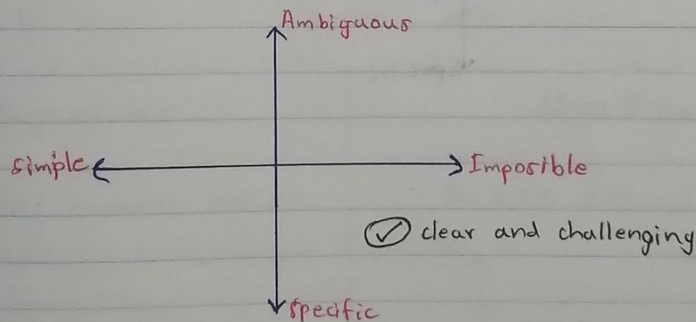 Ambiguous
simple
Imposible
clear and challenging
specific